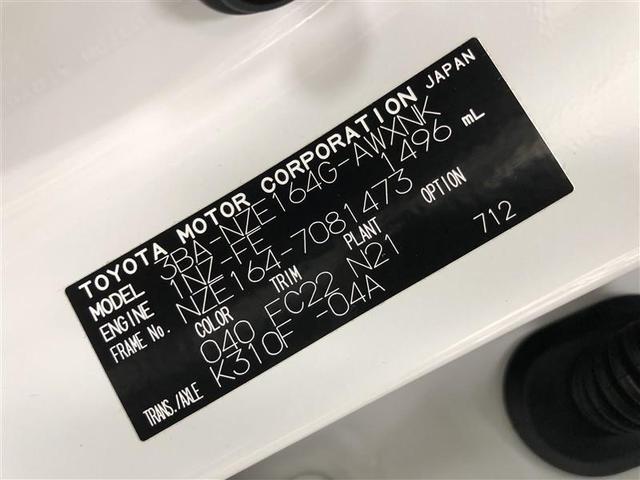 TOYOTA MOTOR CORPORATION JAPAN
MODEL 3BA-NZE164G-AWXNK
ENGINE 1NZ-FE 1496 mL
FRAME No. NZE164-7081473
COLOR TRIM PLANT OPTION
040 FC22 N21 712
TRANS./AXLE K310F -04A